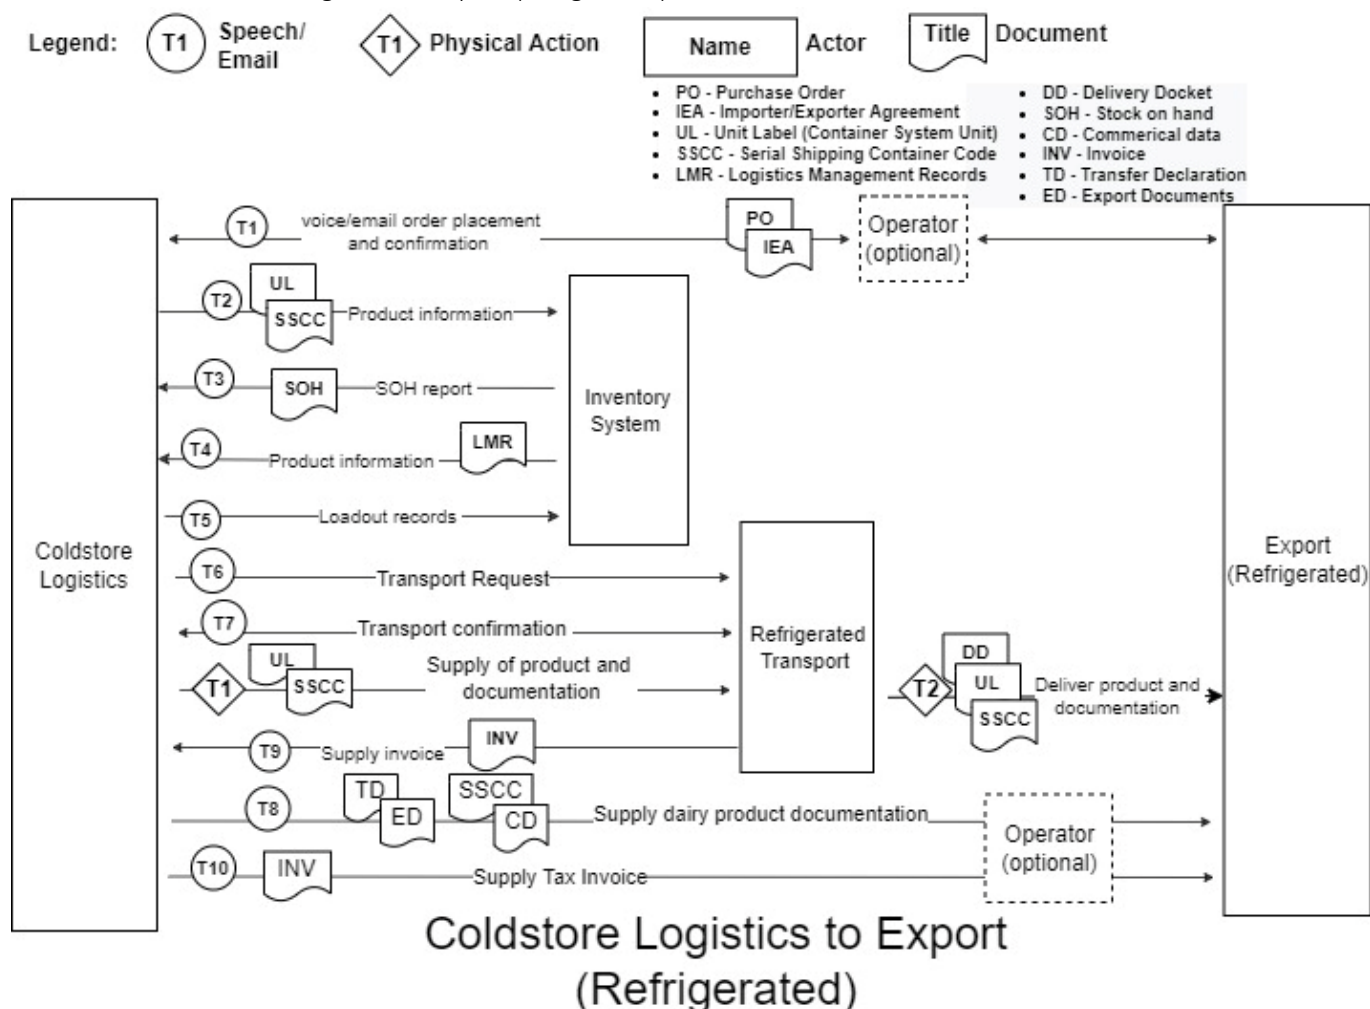 Legend:
T1
Speech/
Email
T1
Physical Action
Name
Actor
Title
Document
• PO - Purchase Order
• IEA - Importer/Exporter Agreement
• UL - Unit Label (Container System Unit)
• SSCC - Serial Shipping Container Code
• LMR - Logistics Management Records
• DD - Delivery Docket
• SOH - Stock on hand
• CD - Commerical data
• INV - Invoice
• TD - Transfer Declaration
• ED - Export Documents
T1
voice/email order placement
and confirmation
PO
IEA
Operator
(optional)
T2
UL
SSCC
Product information
T3
SOH
SOH report
Inventory
System
T4
Product information
LMR
T5
Loadout records
Coldstore
Logistics
Export
(Refrigerated)
T6
Transport Request
T7
Transport confirmation
Refrigerated
Transport
T1
UL
SSCC
Supply of product and
documentation
T2
DD
UL
SSCC
Deliver product and
documentation
T9
Supply invoice
INV
T8
TD
ED
SSCC
CD
Supply dairy product documentation
Operator
(optional)
T10
INV
Supply Tax Invoice
Coldstore Logistics to Export
(Refrigerated)